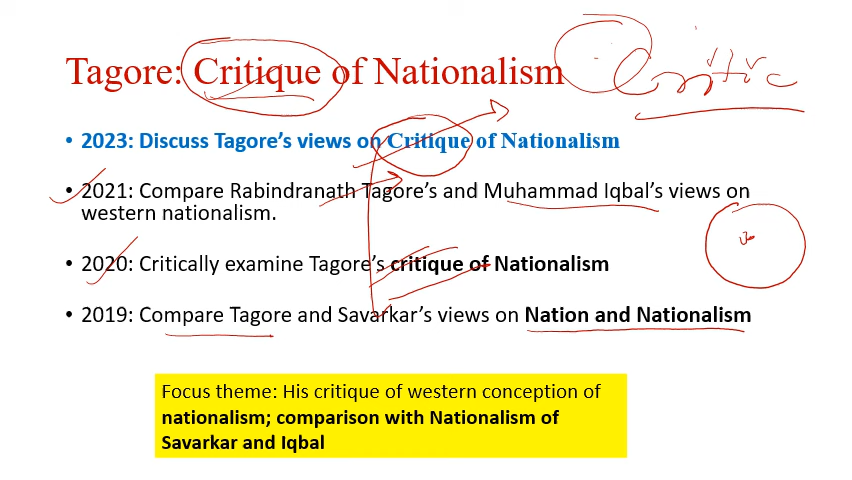 Tagore: Critique of Nationalism
Critic
• 2023: Discuss Tagore's views on Critique of Nationalism
• 2021: Compare Rabindranath Tagore's and Muhammad Iqbal's views on
western nationalism.
• 2020: Critically examine Tagore's critique of Nationalism
• 2019: Compare Tagore and Savarkar's views on Nation and Nationalism
Focus theme: His critique of western conception of
nationalism; comparison with Nationalism of
Savarkar and Iqbal